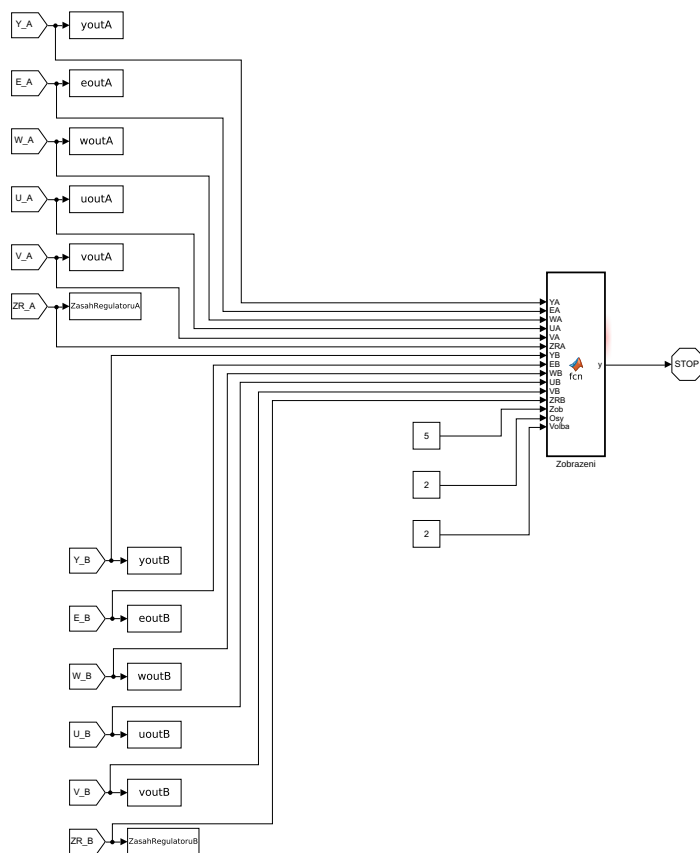 Y_A
youtA
E_A
eoutA
W_A
woutA
U_A
uoutA
V_A
voutA
ZR_A
ZasahRegulatoruA
YA
EA
WA
UA
VA
ZRA
YB
EB
WB
UB
VB
ZRB
Zob
Osy
Volba
fcn
y
STOP
Zobrazeni
5
2
2
Y_B
youtB
E_B
eoutB
W_B
woutB
U_B
uoutB
V_B
voutB
ZR_B
ZasahRegulatoruB